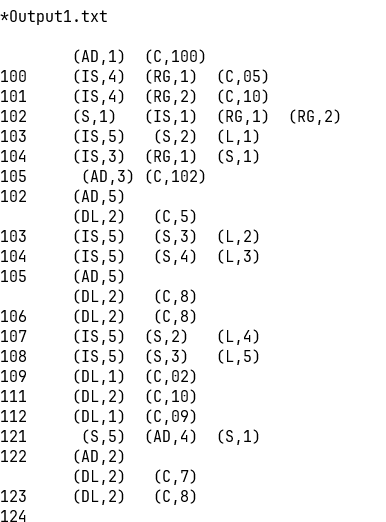 *Output1.txt
(AD,1) (C,100)
100 (IS,4) (RG,1) (C,05)
101 (IS,4) (RG,2) (C,10)
102 (S,1) (IS,1) (RG,1) (RG,2)
103 (IS,5) (S,2) (L,1)
104 (IS,3) (RG,1) (S,1)
105 (AD,3) (C,102)
102 (AD,5)
(DL,2) (C,5)
103 (IS,5) (S,3) (L,2)
104 (IS,5) (S,4) (L,3)
105 (AD,5)
(DL,2) (C,8)
106 (DL,2) (C,8)
107 (IS,5) (S,2) (L,4)
108 (IS,5) (S,3) (L,5)
109 (DL,1) (C,02)
111 (DL,2) (C,10)
112 (DL,1) (C,09)
121 (S,5) (AD,4) (S,1)
122 (AD,2)
(DL,2) (C,7)
123 (DL,2) (C,8)
124